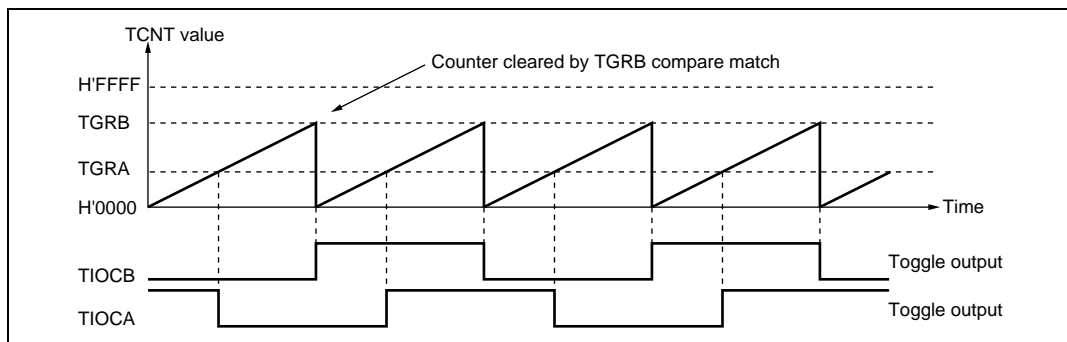 TCNT value
Counter cleared by TGRB compare match
H'FFFF
TGRB
TGRA
H'0000
Time
TIOCB
Toggle output
TIOCA
Toggle output